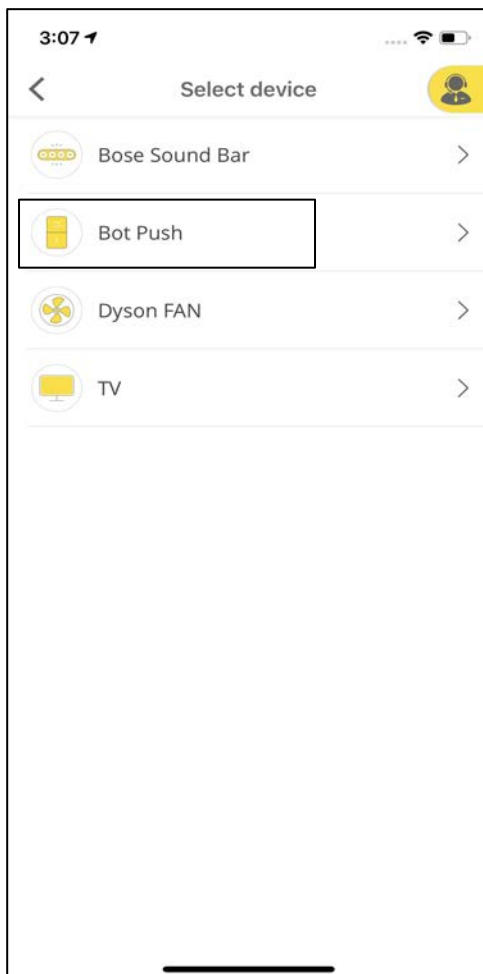 3:07
Select device
Bose Sound Bar
Bot Push
Dyson FAN
TV